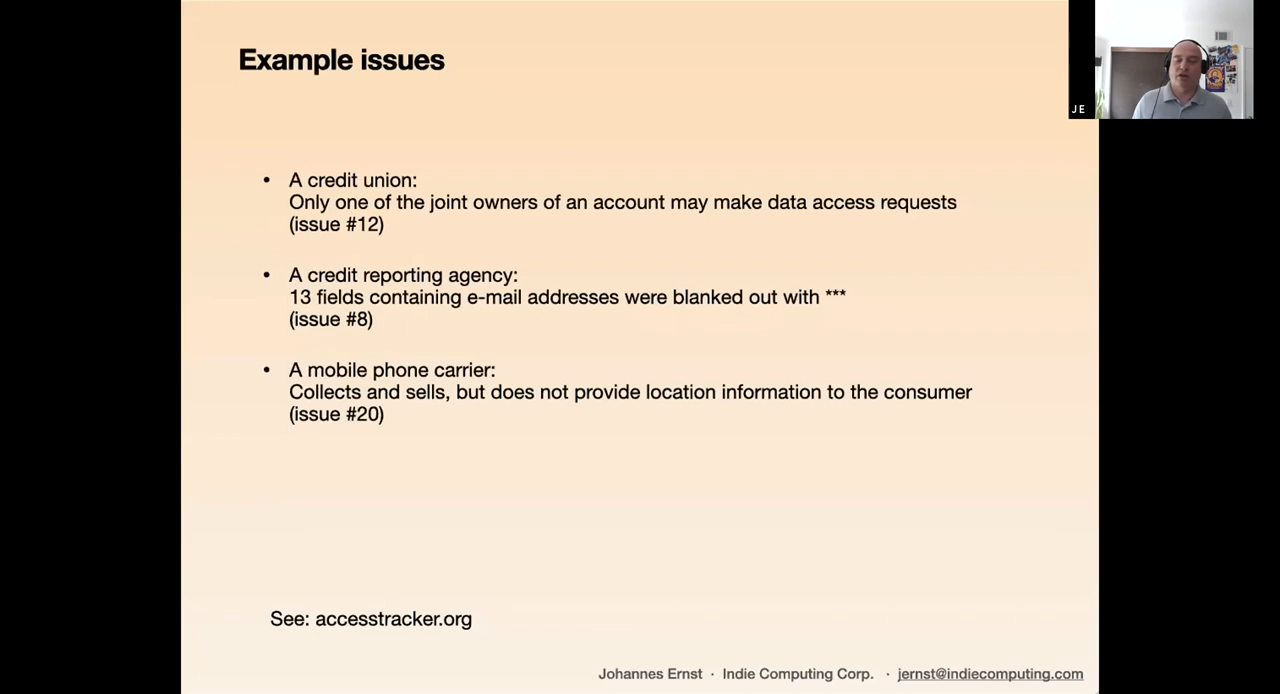 Example issues
• A credit union:
Only one of the joint owners of an account may make data access requests
(issue #12)
• A credit reporting agency:
13 fields containing e-mail addresses were blanked out with ***
(issue #8)
• A mobile phone carrier:
Collects and sells, but does not provide location information to the consumer
(issue #20)
See: accesstracker.org
Johannes Ernst · Indie Computing Corp. · jernst@indiecomputing.com
JE